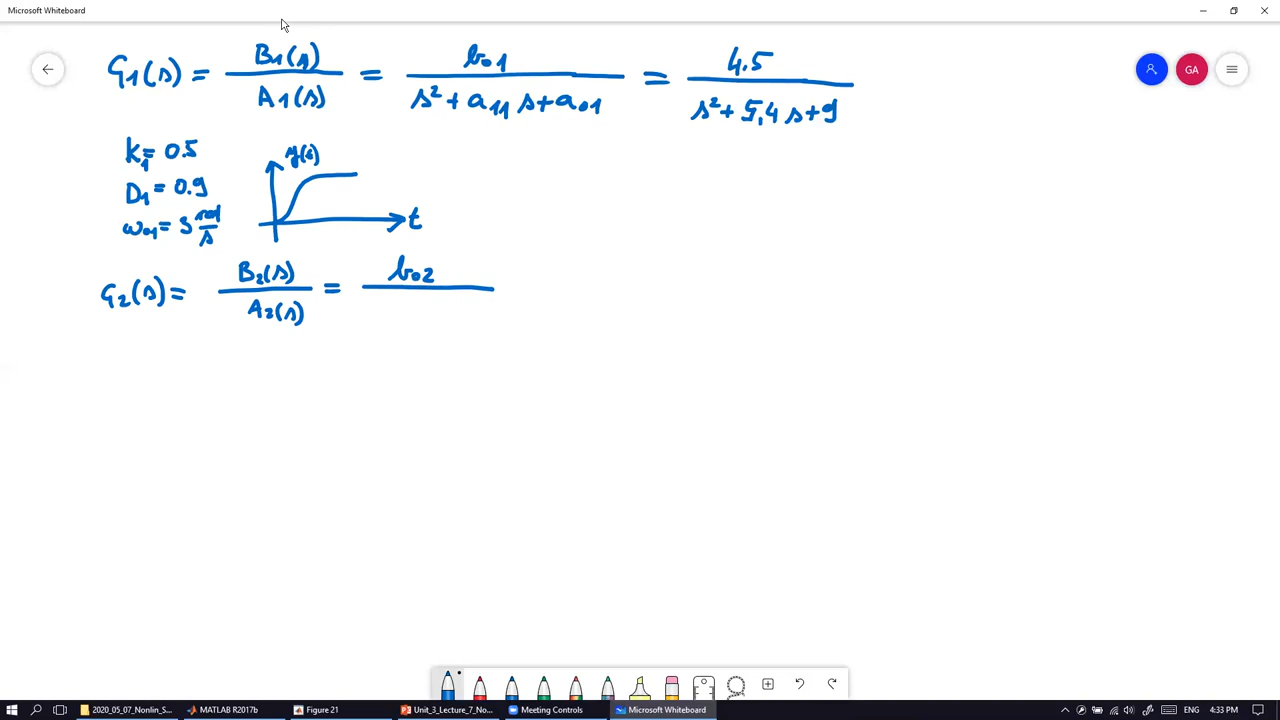 Microsoft Whiteboard
G₁(s) = B₁(s) / A₁(s) = b₀₁ / (s² + a₁₁ s + a₀₁) = 4.5 / (s² + 5,4 s + 9)
GA
K₁ = 0.5
y(t)
D₁ = 0.9
ω₀₁ = 3 rad/s
t
G₂(s) = B₂(s) / A₂(s) = b₀₂
2020_05_07_Nonlin_S...
MATLAB R2017b
Figure 21
Unit_3_Lecture_7_No...
Meeting Controls
Microsoft Whiteboard
ENG
4:33 PM